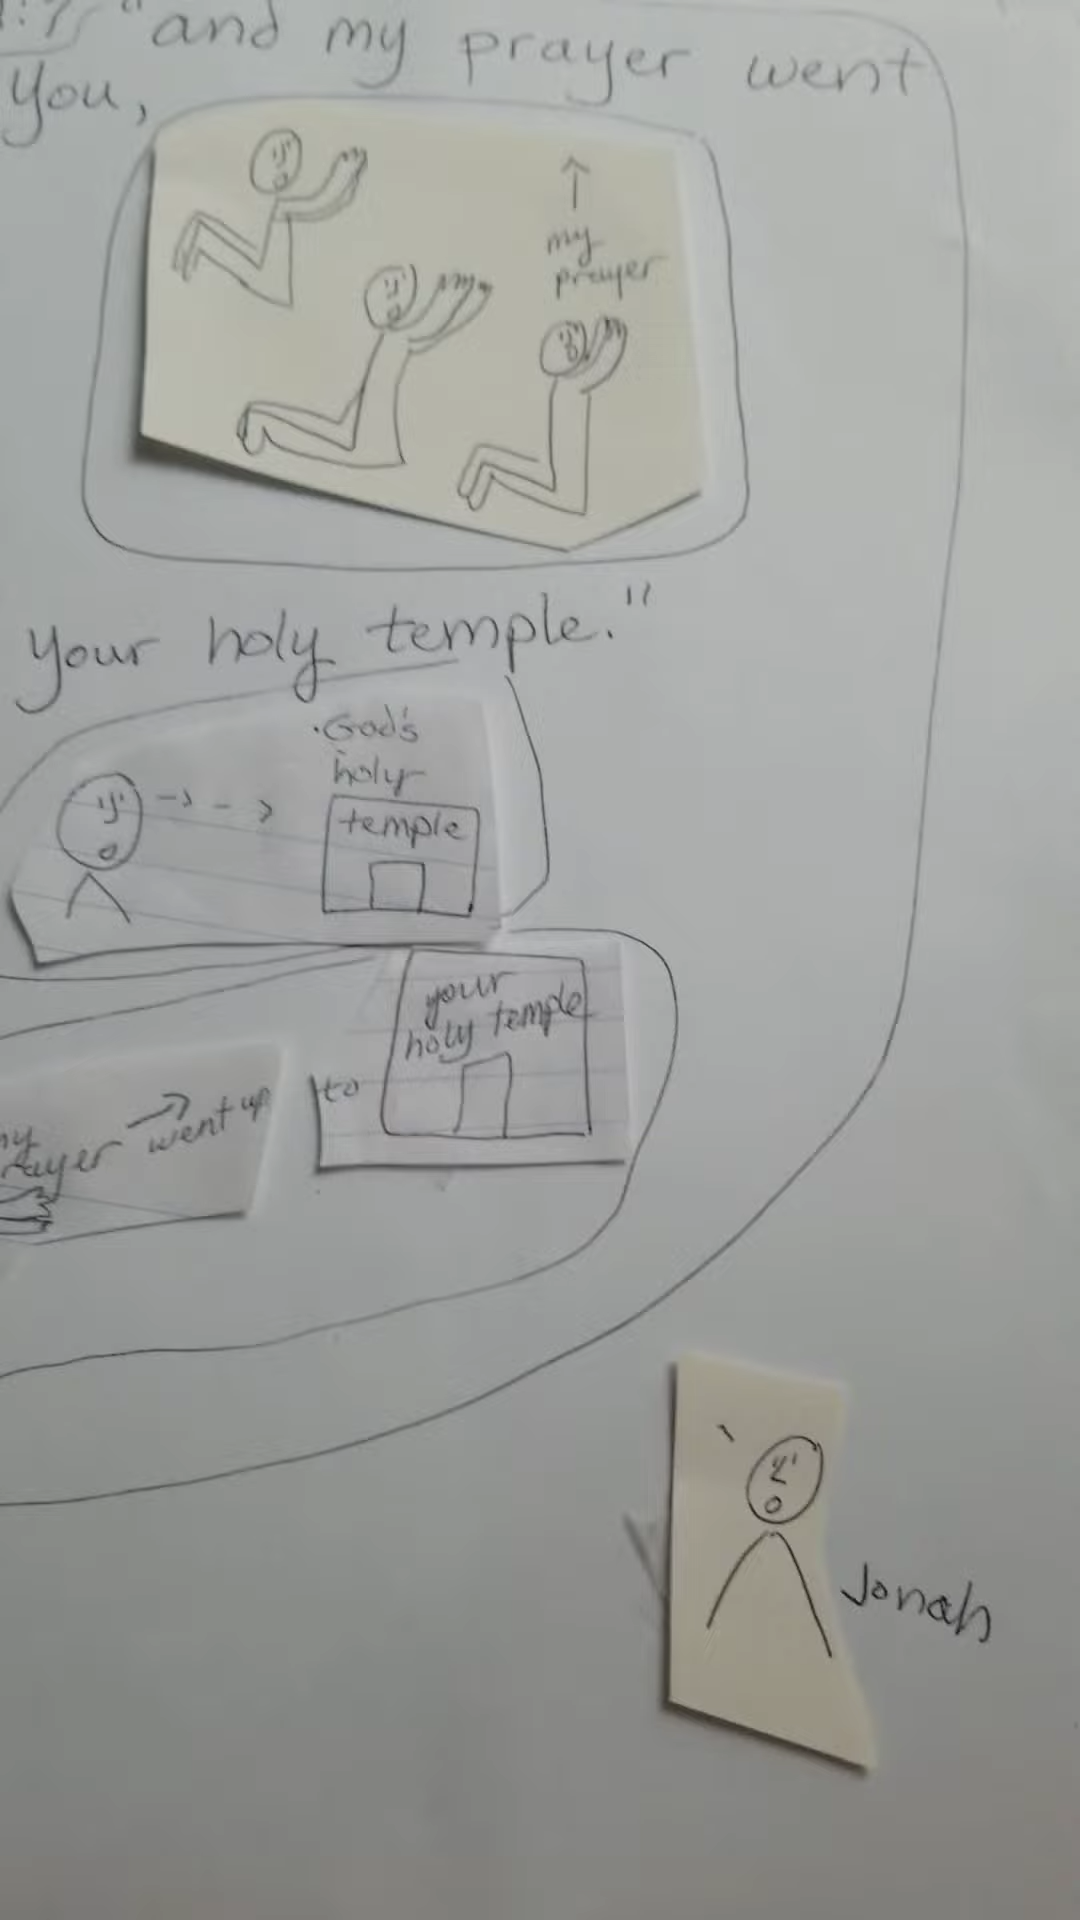 :7 "and my prayer went
you,
my
prayer
your holy temple."
God's
holy
temple
your
holy temple
to
went up
Jonah